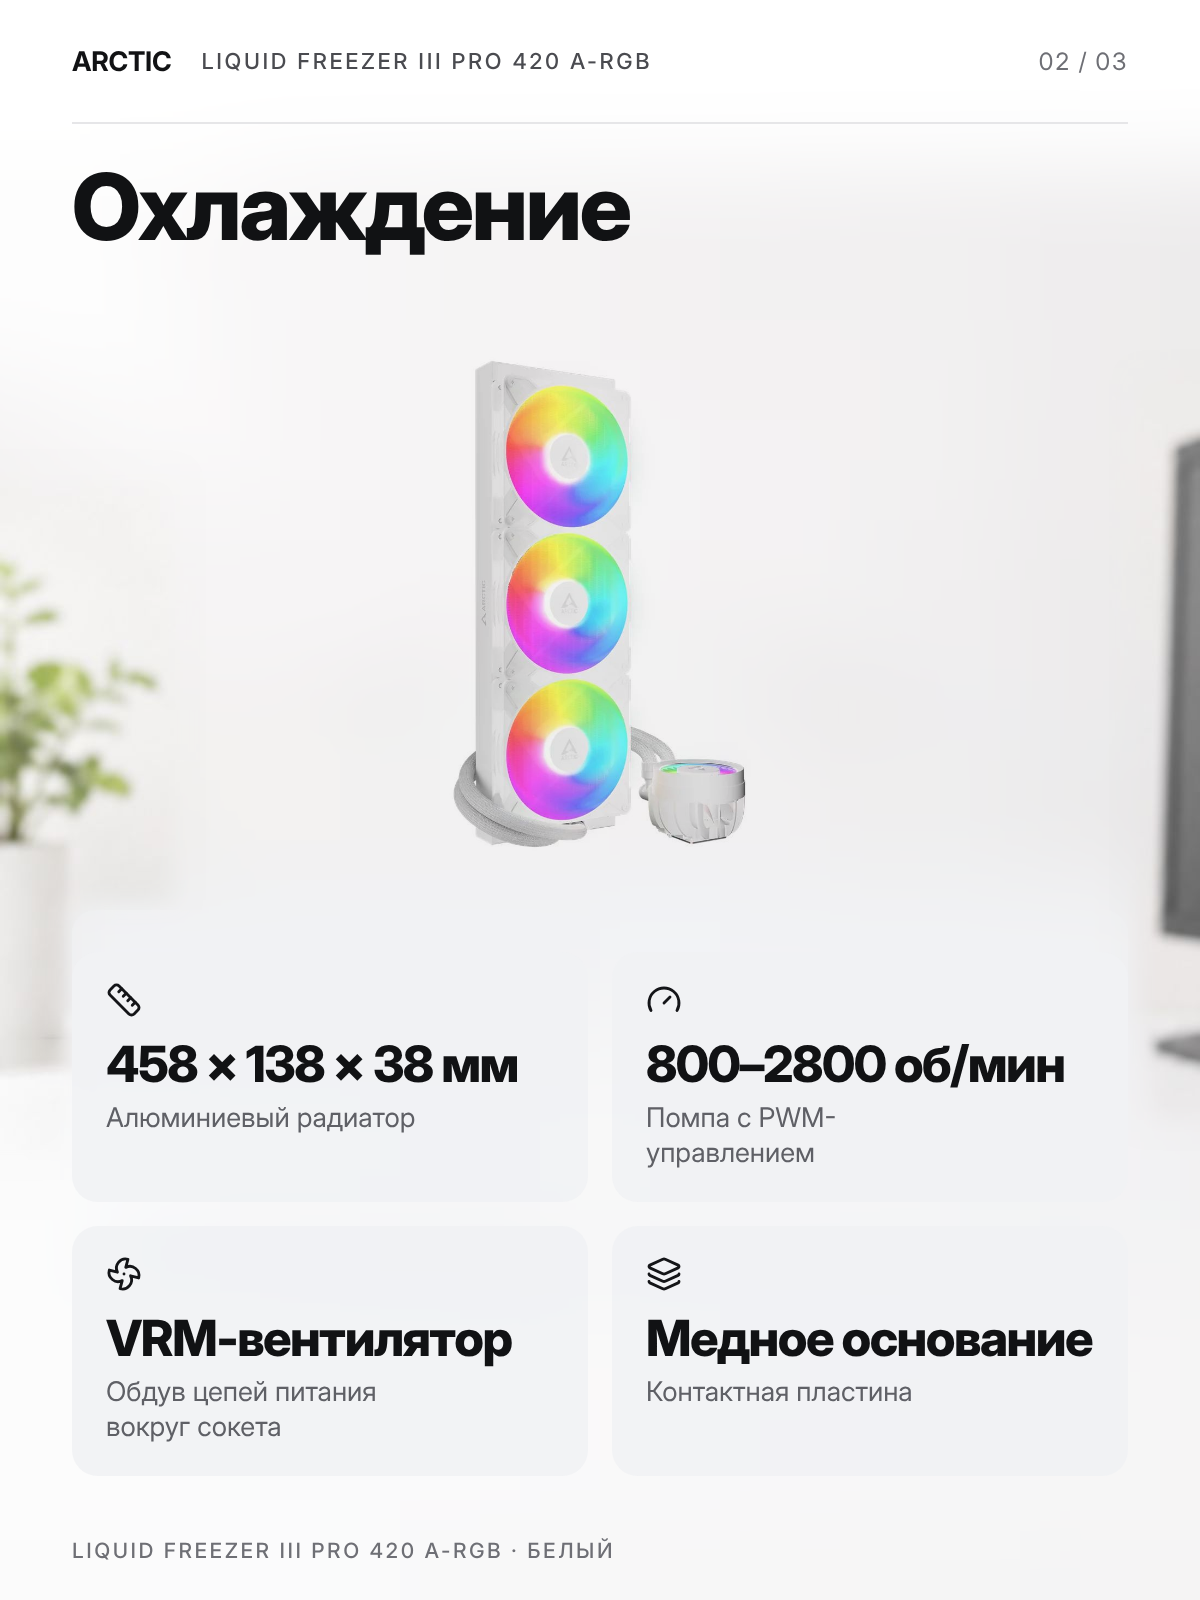 ARCTIC LIQUID FREEZER III PRO 420 A-RGB 02 / 03
Охлаждение
458 × 138 × 38 мм
Алюминиевый радиатор
800–2800 об/мин
Помпа с PWM-
управлением
VRM-вентилятор
Обдув цепей питания
вокруг сокета
Медное основание
Контактная пластина
LIQUID FREEZER III PRO 420 A-RGB · БЕЛЫЙ